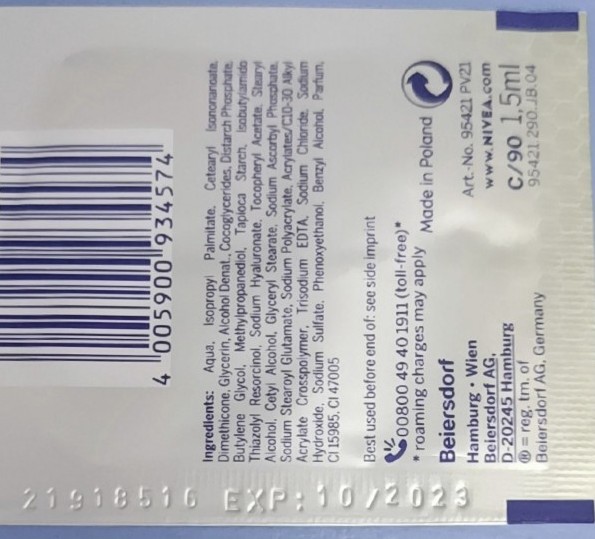 4 005900 934574
Ingredients: Aqua, Isopropyl Palmitate, Cetearyl Isononanoate,
Dimethicone, Glycerin, Alcohol Denat., Cocoglycerides, Distarch Phosphate,
Butylene Glycol, Methylpropanediol, Tapioca Starch, Isobutylamido
Thiazolyl Resorcinol, Sodium Hyaluronate, Tocopheryl Acetate, Stearyl
Alcohol, Cetyl Alcohol, Glyceryl Stearate, Sodium Ascorbyl Phosphate,
Sodium Stearoyl Glutamate, Sodium Polyacrylate, Acrylates/C10-30 Alkyl
Acrylate Crosspolymer, Trisodium EDTA, Sodium Chloride, Sodium
Hydroxide, Sodium Sulfate, Phenoxyethanol, Benzyl Alcohol, Parfum,
CI 15985, CI 47005
Best used before end of: see side imprint
00800 49 40 1911 (toll-free)*
* roaming charges may apply
Made in Poland
Beiersdorf
Hamburg • Wien
Beiersdorf AG,
D-20245 Hamburg
® = reg. tm. of
Beiersdorf AG, Germany
Art.-No. 95421 PV21
www.NIVEA.com
C/90 1,5ml
95421.290.JB.04
21918516 EXP:10/2023